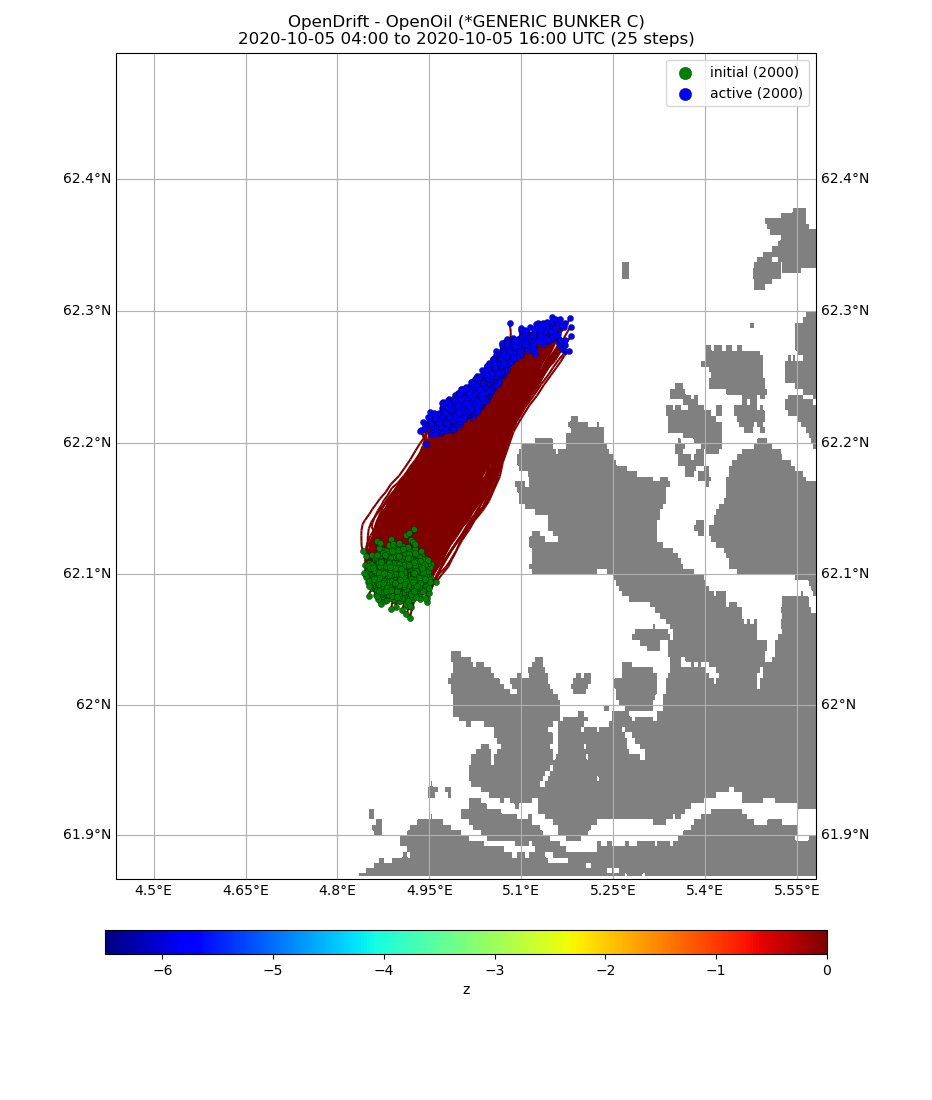 OpenDrift - OpenOil (*GENERIC BUNKER C)
2020-10-05 04:00 to 2020-10-05 16:00 UTC (25 steps)
initial (2000)
active (2000)
62.4°N 62.4°N
62.3°N 62.3°N
62.2°N 62.2°N
62.1°N 62.1°N
62°N 62°N
61.9°N 61.9°N
4.5°E 4.65°E 4.8°E 4.95°E 5.1°E 5.25°E 5.4°E 5.55°E
−6 −5 −4 −3 −2 −1 0
z